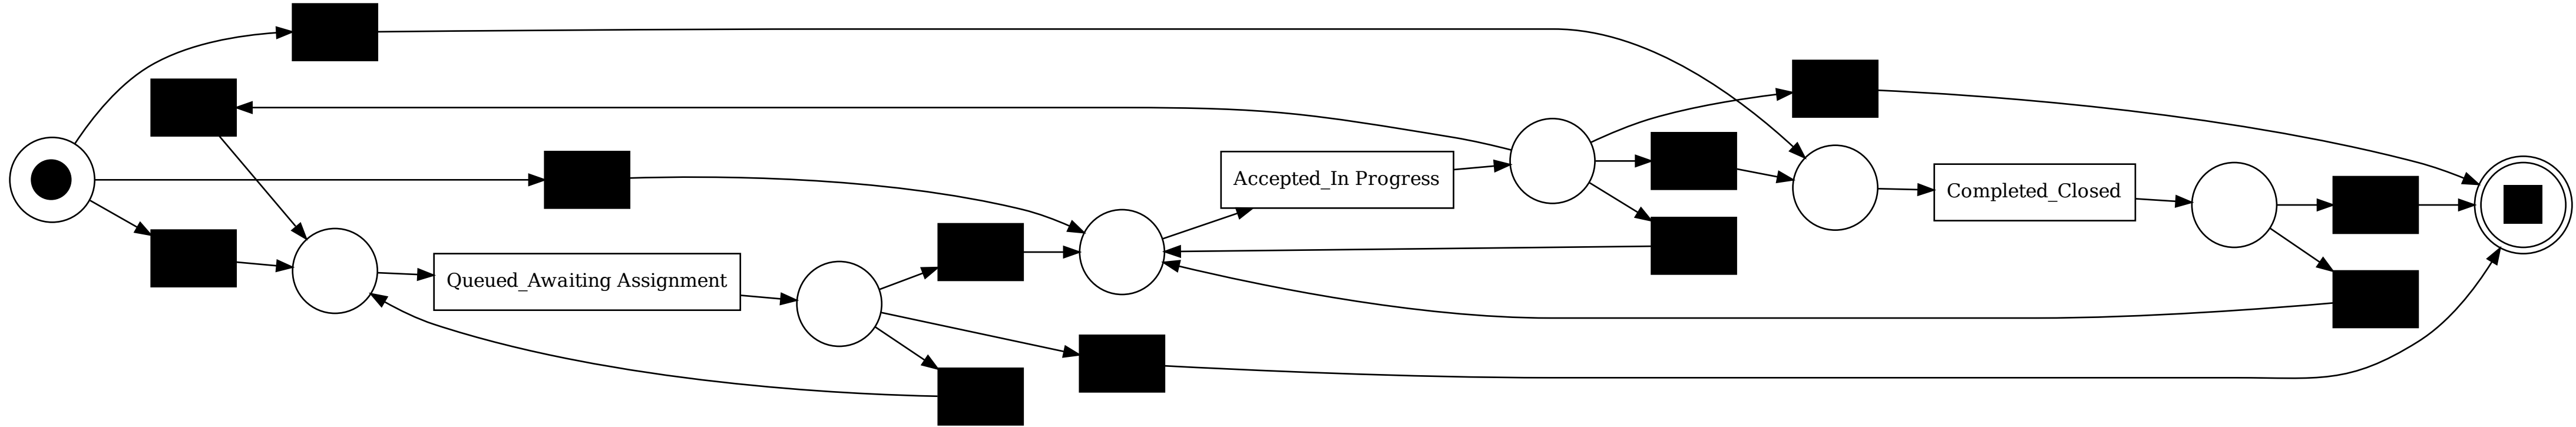 Accepted_In Progress
Completed_Closed
Queued_Awaiting Assignment